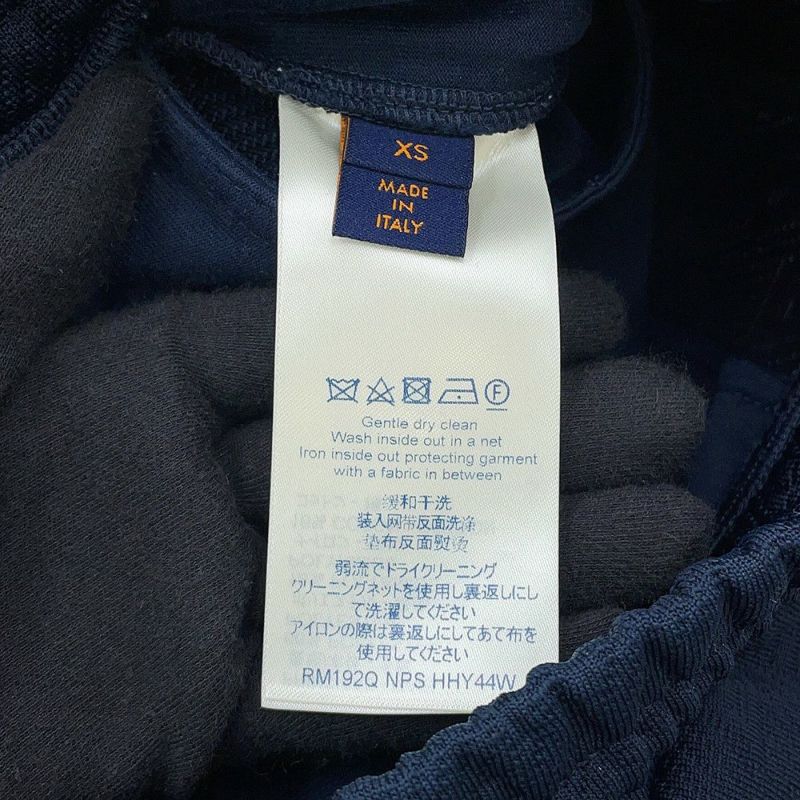 XS
MADE
IN
ITALY
F
Gentle dry clean
Wash inside out in a net
Iron inside out protecting garment
with a fabric in between
缓和干洗
装入网带反面洗涤
垫布反面熨烫
弱流でドライクリーニング
クリーニングネットを使用し裏返しにし
て洗濯してください
アイロンの際は裏返しにしてあて布を
使用してください
RM192Q NPS HHY44W